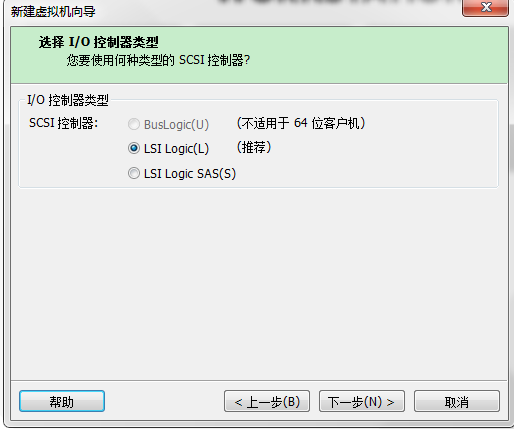 新建虚拟机向导
选择 I/O 控制器类型
您要使用何种类型的 SCSI 控制器?
I/O 控制器类型
SCSI 控制器: BusLogic(U) (不适用于 64 位客户机)
LSI Logic(L) (推荐)
LSI Logic SAS(S)
帮助 < 上一步(B) 下一步(N) > 取消